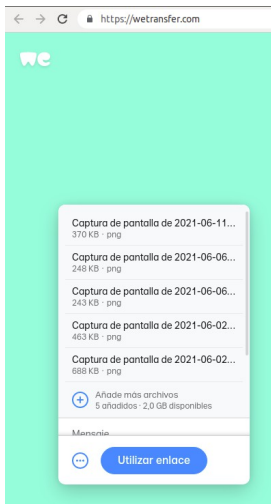 https://wetransfer.com
we
Captura de pantalla de 2021-06-11...
370 KB · png
Captura de pantalla de 2021-06-06...
248 KB · png
Captura de pantalla de 2021-06-06...
243 KB · png
Captura de pantalla de 2021-06-02...
463 KB · png
Captura de pantalla de 2021-06-02...
688 KB · png
Añade más archivos
5 añadidos · 2,0 GB disponibles
Mensaje
Utilizar enlace